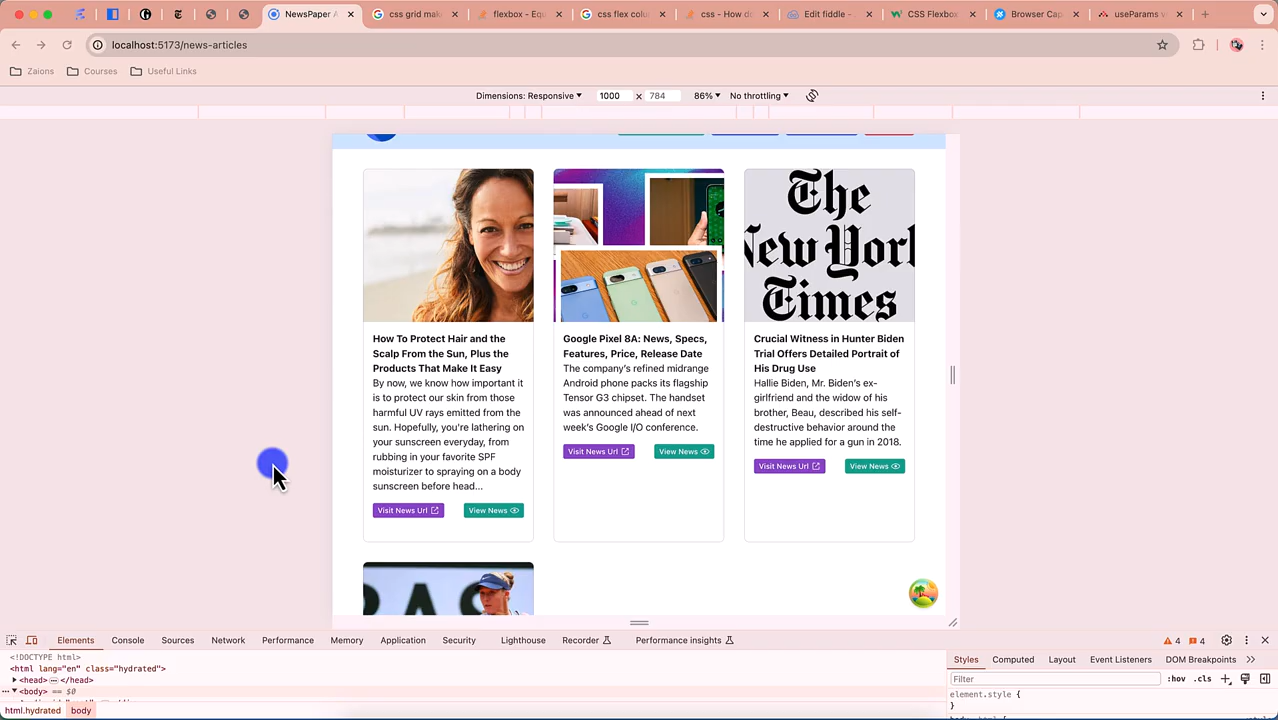 NewsPaper A
css grid mak
flexbox - Equ
css flex colu
css - How do
Edit fiddle -
CSS Flexbox
Browser Cap
useParams v
localhost:5173/news-articles
Zaions
Courses
Useful Links
Dimensions: Responsive
1000
×
784
86%
No throttling
The
New York
Times
How To Protect Hair and the
Scalp From the Sun, Plus the
Products That Make It Easy
By now, we know how important it
is to protect our skin from those
harmful UV rays emitted from the
sun. Hopefully, you're lathering on
your sunscreen everyday, from
rubbing in your favorite SPF
moisturizer to spraying on a body
sunscreen before head...
Visit News Url
View News
Google Pixel 8A: News, Specs,
Features, Price, Release Date
The company's refined midrange
Android phone packs its flagship
Tensor G3 chipset. The handset
was announced ahead of next
week's Google I/O conference.
Visit News Url
View News
Crucial Witness in Hunter Biden
Trial Offers Detailed Portrait of
His Drug Use
Hallie Biden, Mr. Biden's ex-
girlfriend and the widow of his
brother, Beau, described his self-
destructive behavior around the
time he applied for a gun in 2018.
Visit News Url
View News
Elements
Console
Sources
Network
Performance
Memory
Application
Security
Lighthouse
Recorder
Performance insights
4
4
<!DOCTYPE html>
<html lang="en" class="hydrated">
<head> … </head>
<body> == $0
html.hydrated
body
Styles
Computed
Layout
Event Listeners
DOM Breakpoints
Filter
:hov
.cls
element.style {
}